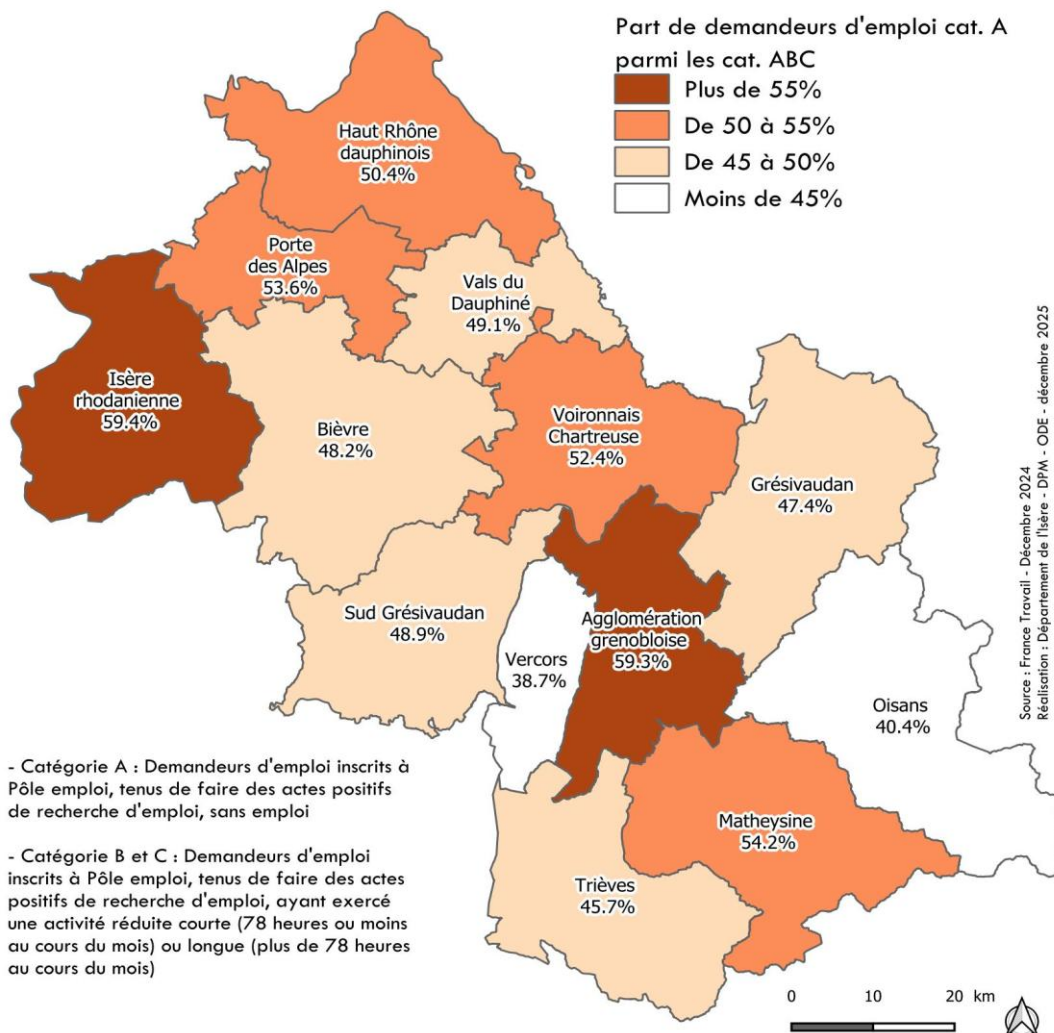 Part de demandeurs d'emploi cat. A
parmi les cat. ABC
Plus de 55%
De 50 à 55%
De 45 à 50%
Moins de 45%
Haut Rhône
dauphinois
50.4%
Porte
des Alpes
53.6%
Vals du
Dauphiné
49.1%
Isère
rhodanienne
59.4%
Bièvre
48.2%
Voironnais
Chartreuse
52.4%
Grésivaudan
47.4%
Sud Grésivaudan
48.9%
Vercors
38.7%
Agglomération
grenobloise
59.3%
Oisans
40.4%
Matheysine
54.2%
Trièves
45.7%
- Catégorie A : Demandeurs d'emploi inscrits à
Pôle emploi, tenus de faire des actes positifs
de recherche d'emploi, sans emploi
- Catégorie B et C : Demandeurs d'emploi
inscrits à Pôle emploi, tenus de faire des actes
positifs de recherche d'emploi, ayant exercé
une activité réduite courte (78 heures ou moins
au cours du mois) ou longue (plus de 78 heures
au cours du mois)
Source : France Travail - Décembre 2024
Réalisation : Département de l'Isère - DPM - ODE - décembre 2025
0 10 20 km